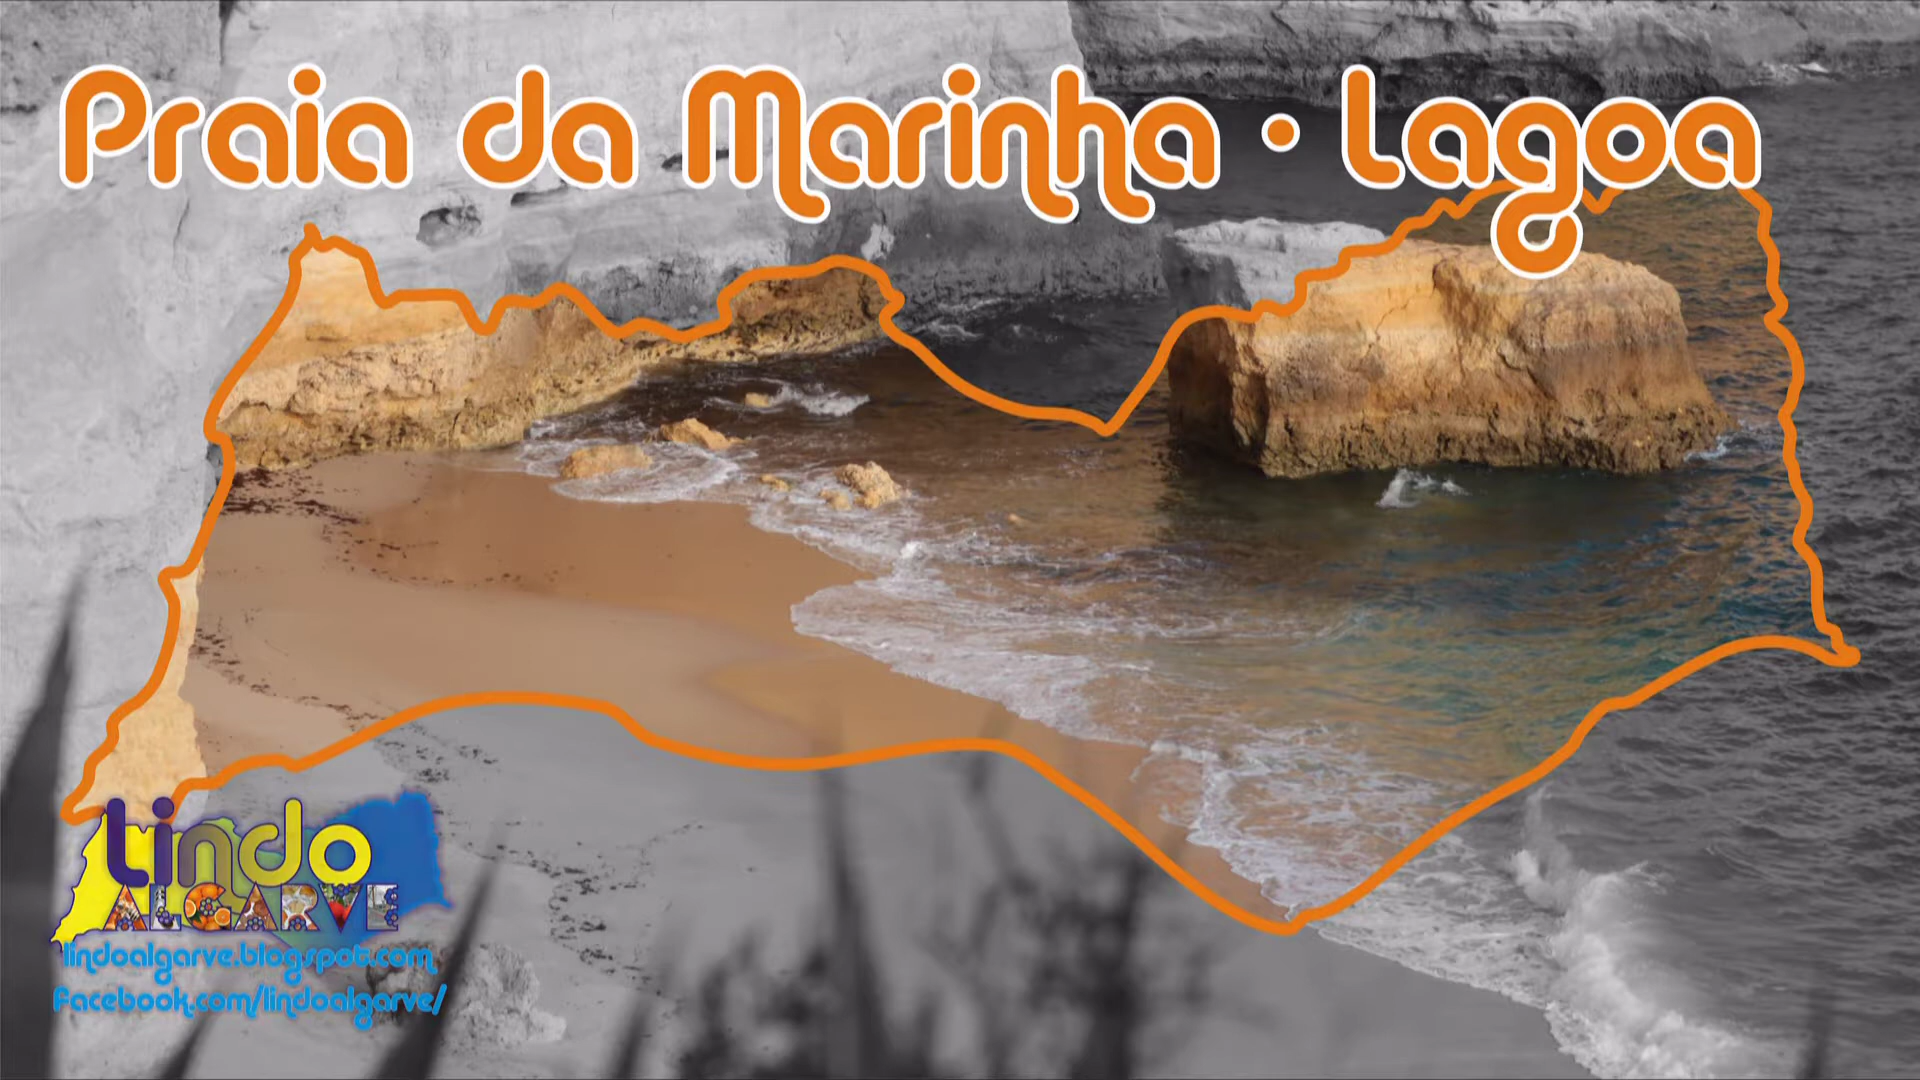 Praia da Marinha • Lagoa
Lindo
ALGARVE
lindoalgarve.blogspot.com
Facebook.com/lindoalgarve/